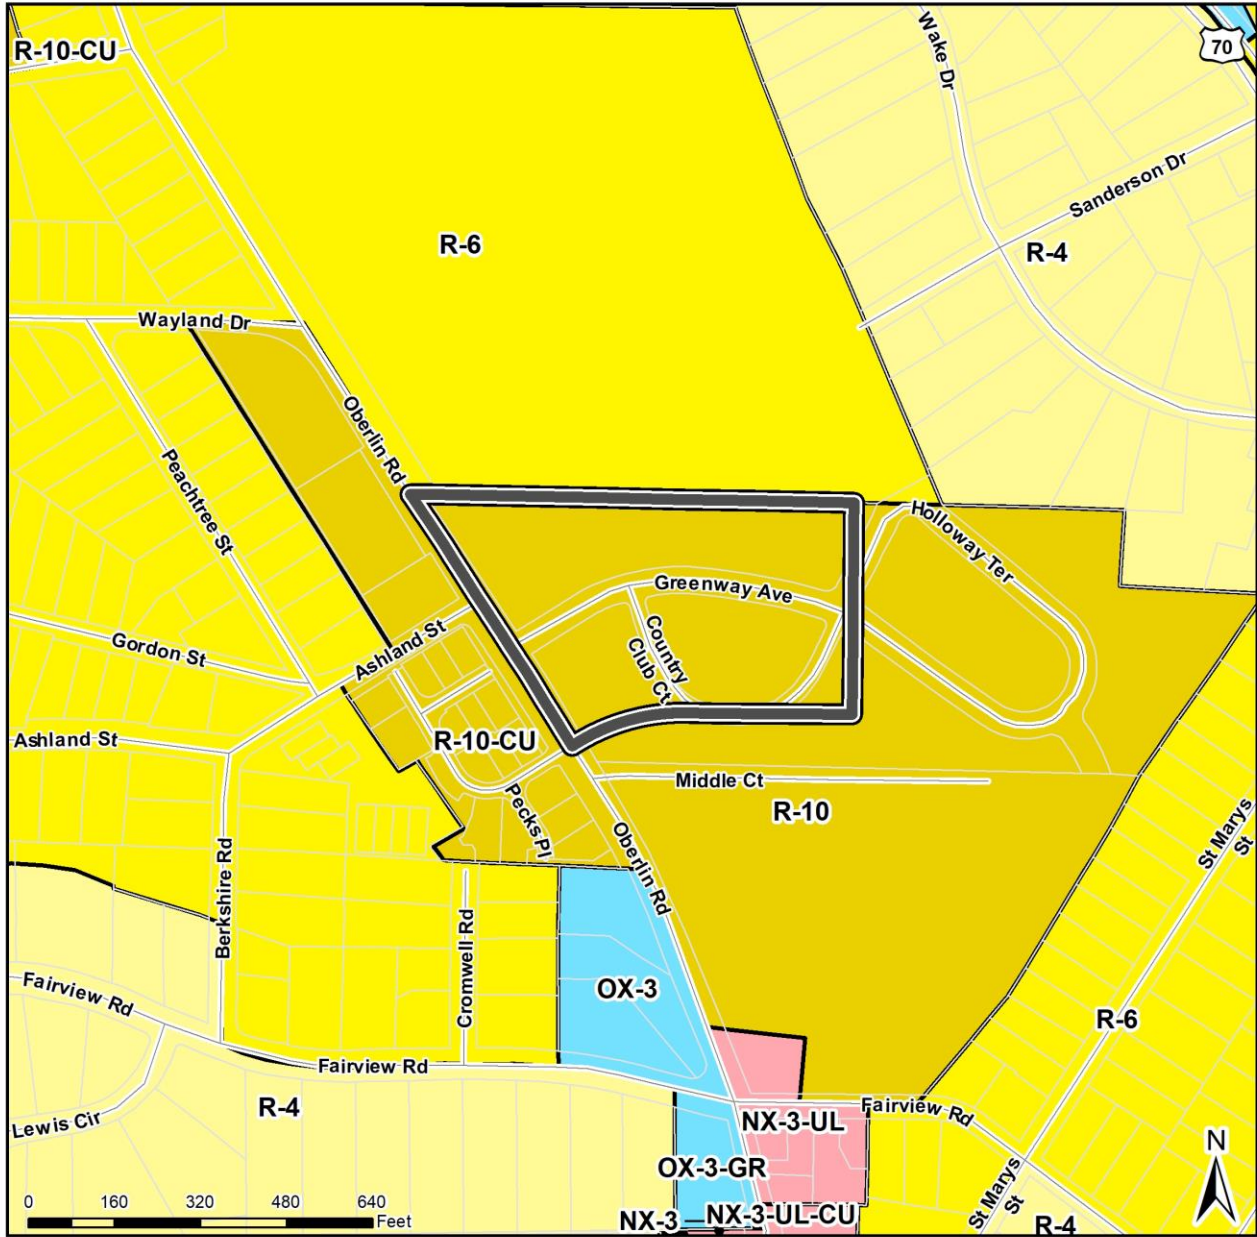 R-10-CU
Wake Dr
70
Sanderson Dr
R-6
R-4
Wayland Dr
Oberlin Rd
Peachtree St
Holloway Ter
Greenway Ave
Country
Club Ct
Gordon St
Ashland St
Ashland St
R-10-CU
Middle Ct
R-10
Pecks Pl
St Marys
St
Oberlin Rd
Berkshire Rd
Cromwell Rd
OX-3
Fairview Rd
R-6
Fairview Rd
R-4
Fairview Rd
Lewis Cir
NX-3-UL
OX-3-GR
St Marys
St
N
0 160 320 480 640
Feet
NX-3
NX-3-UL-CU
R-4